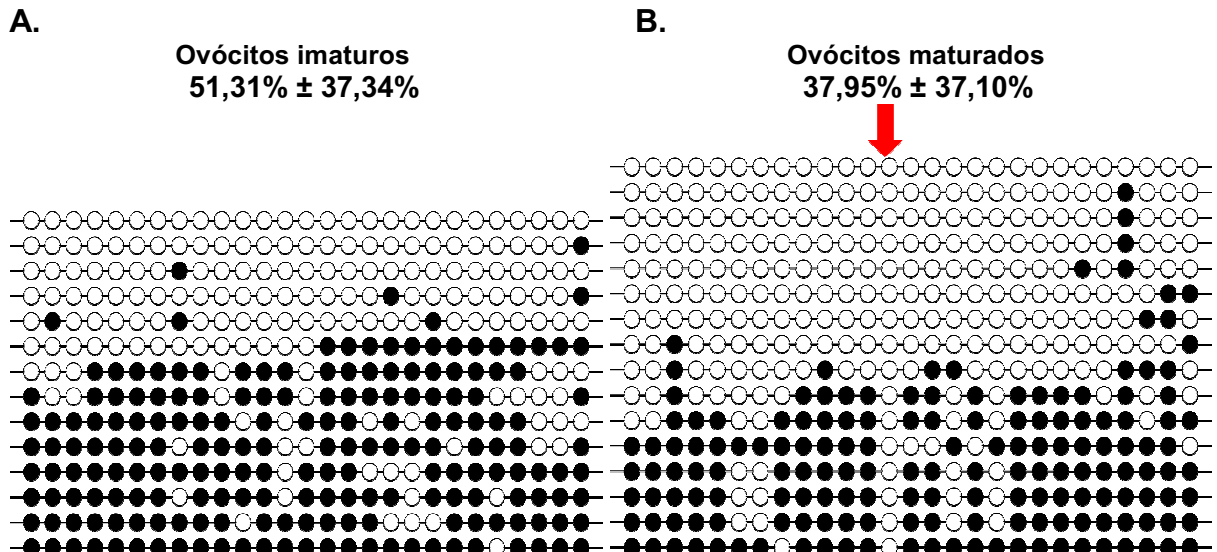 A.
Ovócitos imaturos
51,31% ± 37,34%
B.
Ovócitos maturados
37,95% ± 37,10%